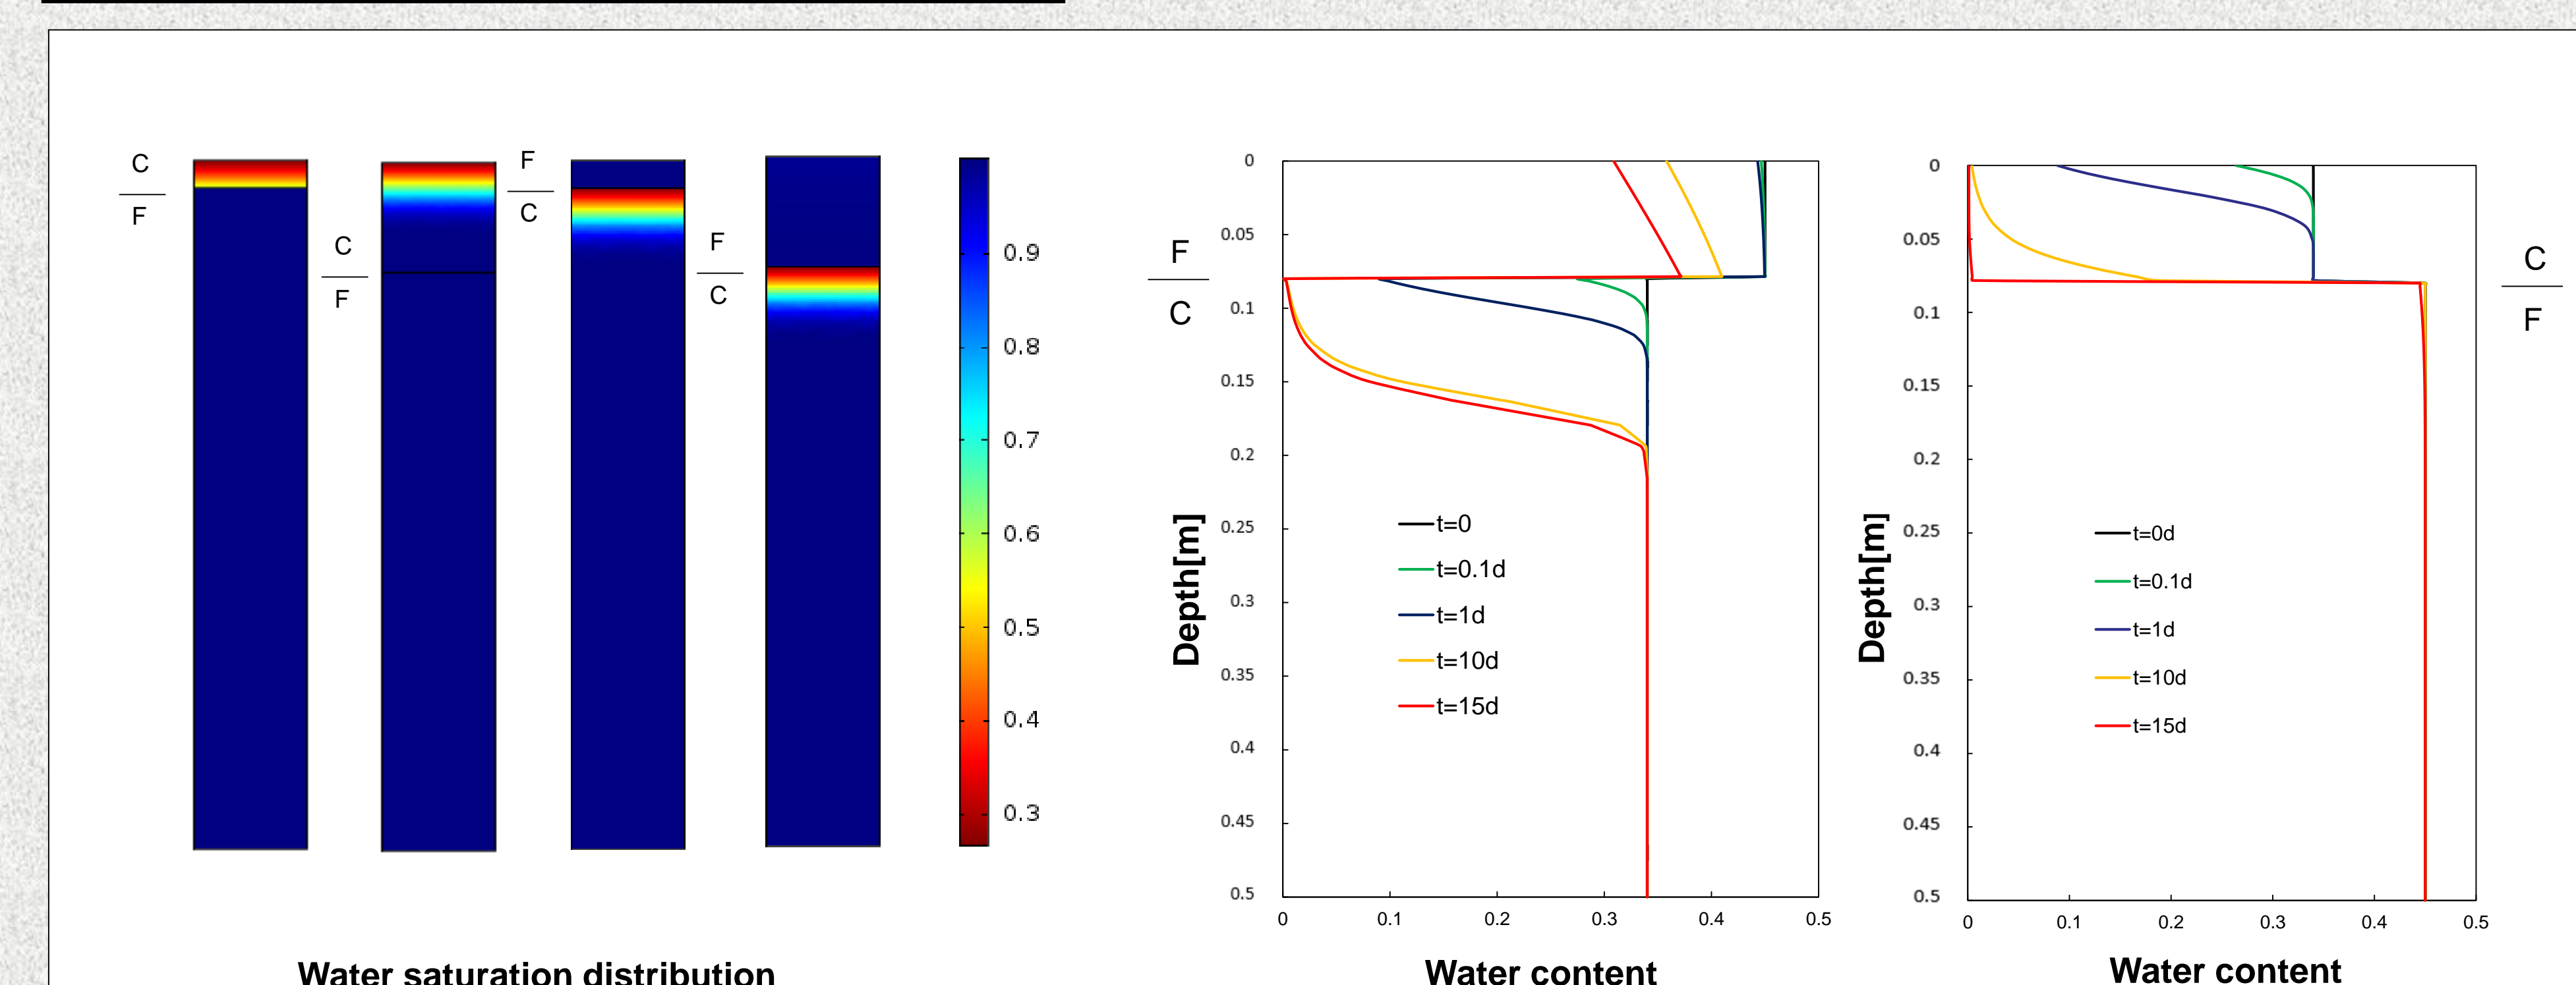 C
F
C
F
F
C
F
C
0.9
0.8
0.7
0.6
0.5
0.4
0.3
Water saturation distribution
F
C
Depth[m]
0
0.05
0.1
0.15
0.2
0.25
0.3
0.35
0.4
0.45
0.5
t=0
t=0.1d
t=1d
t=10d
t=15d
0 0.1 0.2 0.3 0.4 0.5
Water content
Depth[m]
0
0.05
0.1
0.15
0.2
0.25
0.3
0.35
0.4
0.45
0.5
t=0d
t=0.1d
t=1d
t=10d
t=15d
0 0.1 0.2 0.3 0.4 0.5
Water content
C
F